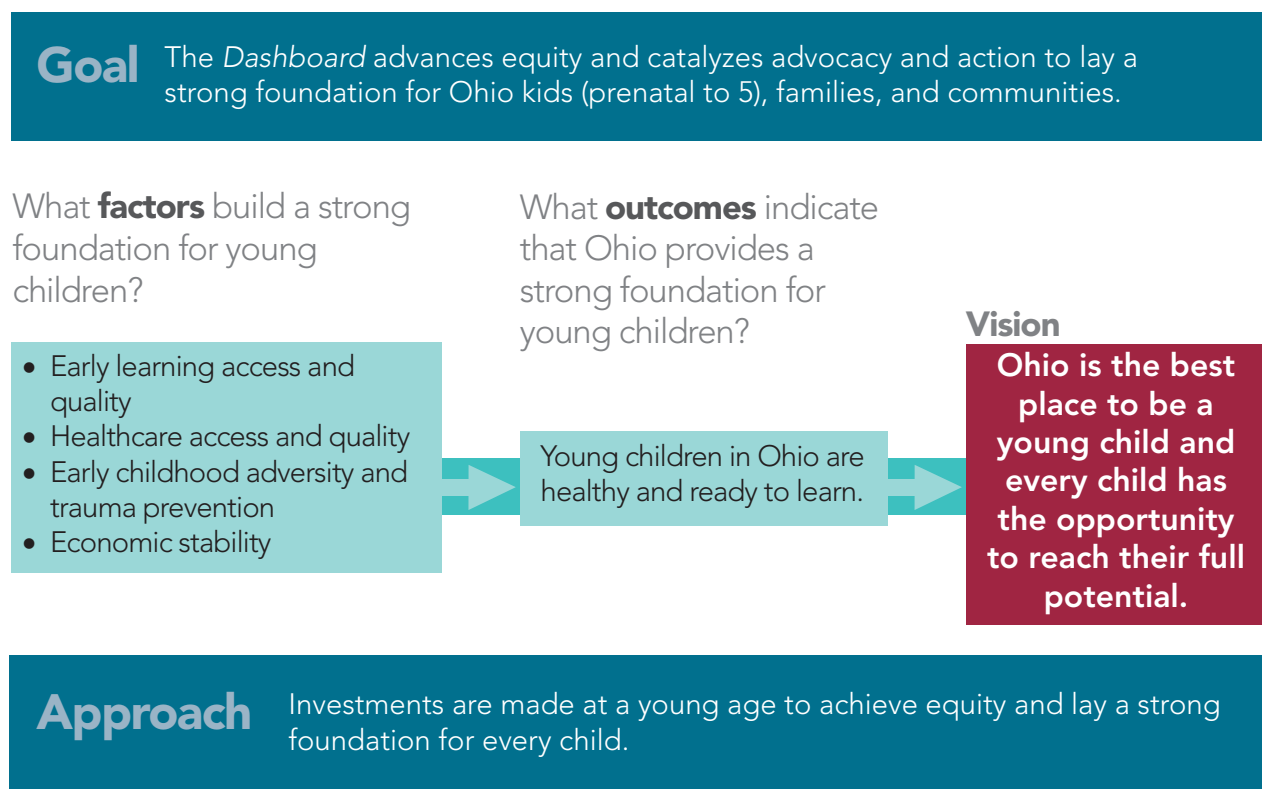 Goal
The Dashboard advances equity and catalyzes advocacy and action to lay a
strong foundation for Ohio kids (prenatal to 5), families, and communities.
What factors build a strong
foundation for young
children?
• Early learning access and
quality
• Healthcare access and quality
• Early childhood adversity and
trauma prevention
• Economic stability
What outcomes indicate
that Ohio provides a
strong foundation for
young children?
Young children in Ohio are
healthy and ready to learn.
Vision
Ohio is the best
place to be a
young child and
every child has
the opportunity
to reach their full
potential.
Approach
Investments are made at a young age to achieve equity and lay a strong
foundation for every child.